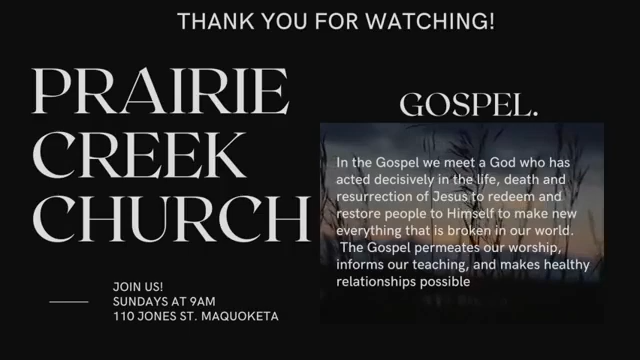 THANK YOU FOR WATCHING!
PRAIRIE
CREEK
CHURCH
JOIN US!
SUNDAYS AT 9AM
110 JONES ST. MAQUOKETA
GOSPEL.
In the Gospel we meet a God who has
acted decisively in the life, death and
resurrection of Jesus to redeem and
restore people to Himself to make new
everything that is broken in our world.
The Gospel permeates our worship,
informs our teaching, and makes healthy
relationships possible